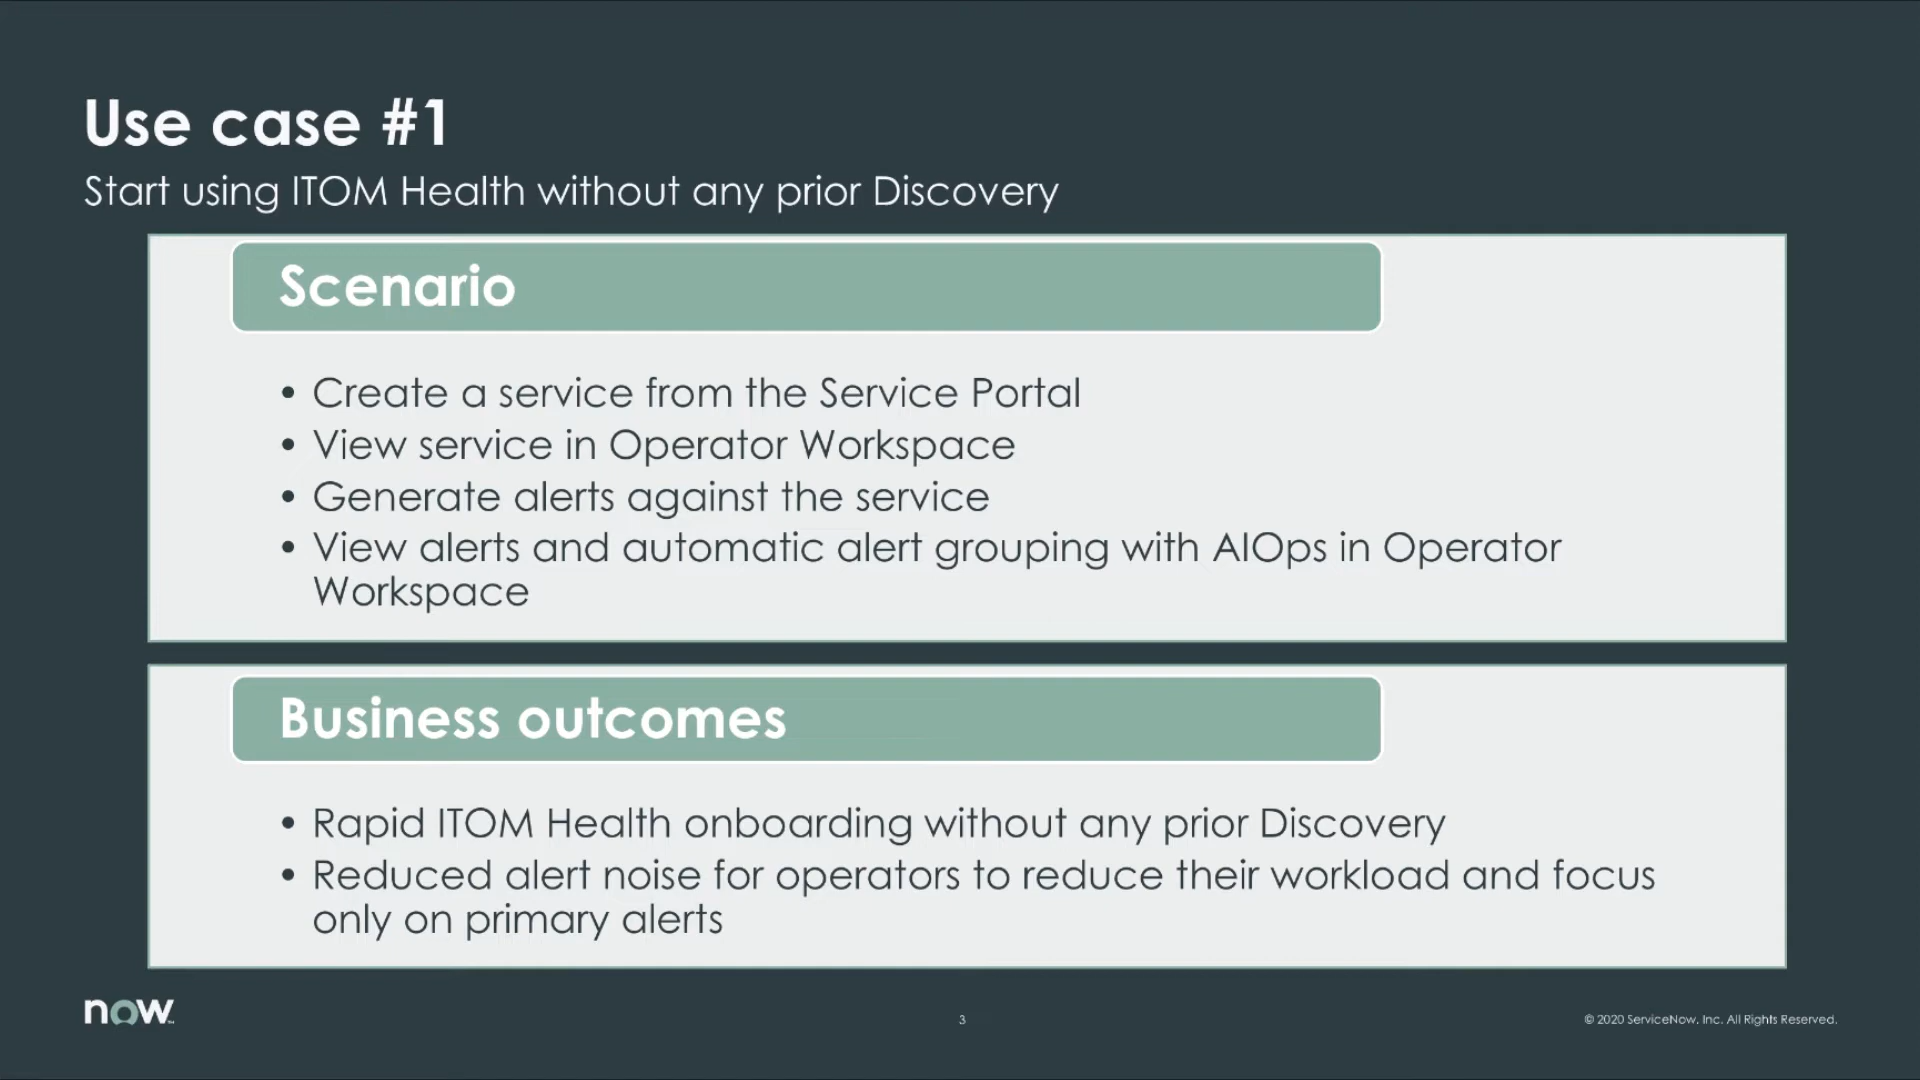 Use case #1
Start using ITOM Health without any prior Discovery
Scenario
• Create a service from the Service Portal
• View service in Operator Workspace
• Generate alerts against the service
• View alerts and automatic alert grouping with AIOps in Operator
Workspace
Business outcomes
• Rapid ITOM Health onboarding without any prior Discovery
• Reduced alert noise for operators to reduce their workload and focus
only on primary alerts
now™
3
© 2020 ServiceNow, Inc. All Rights Reserved.